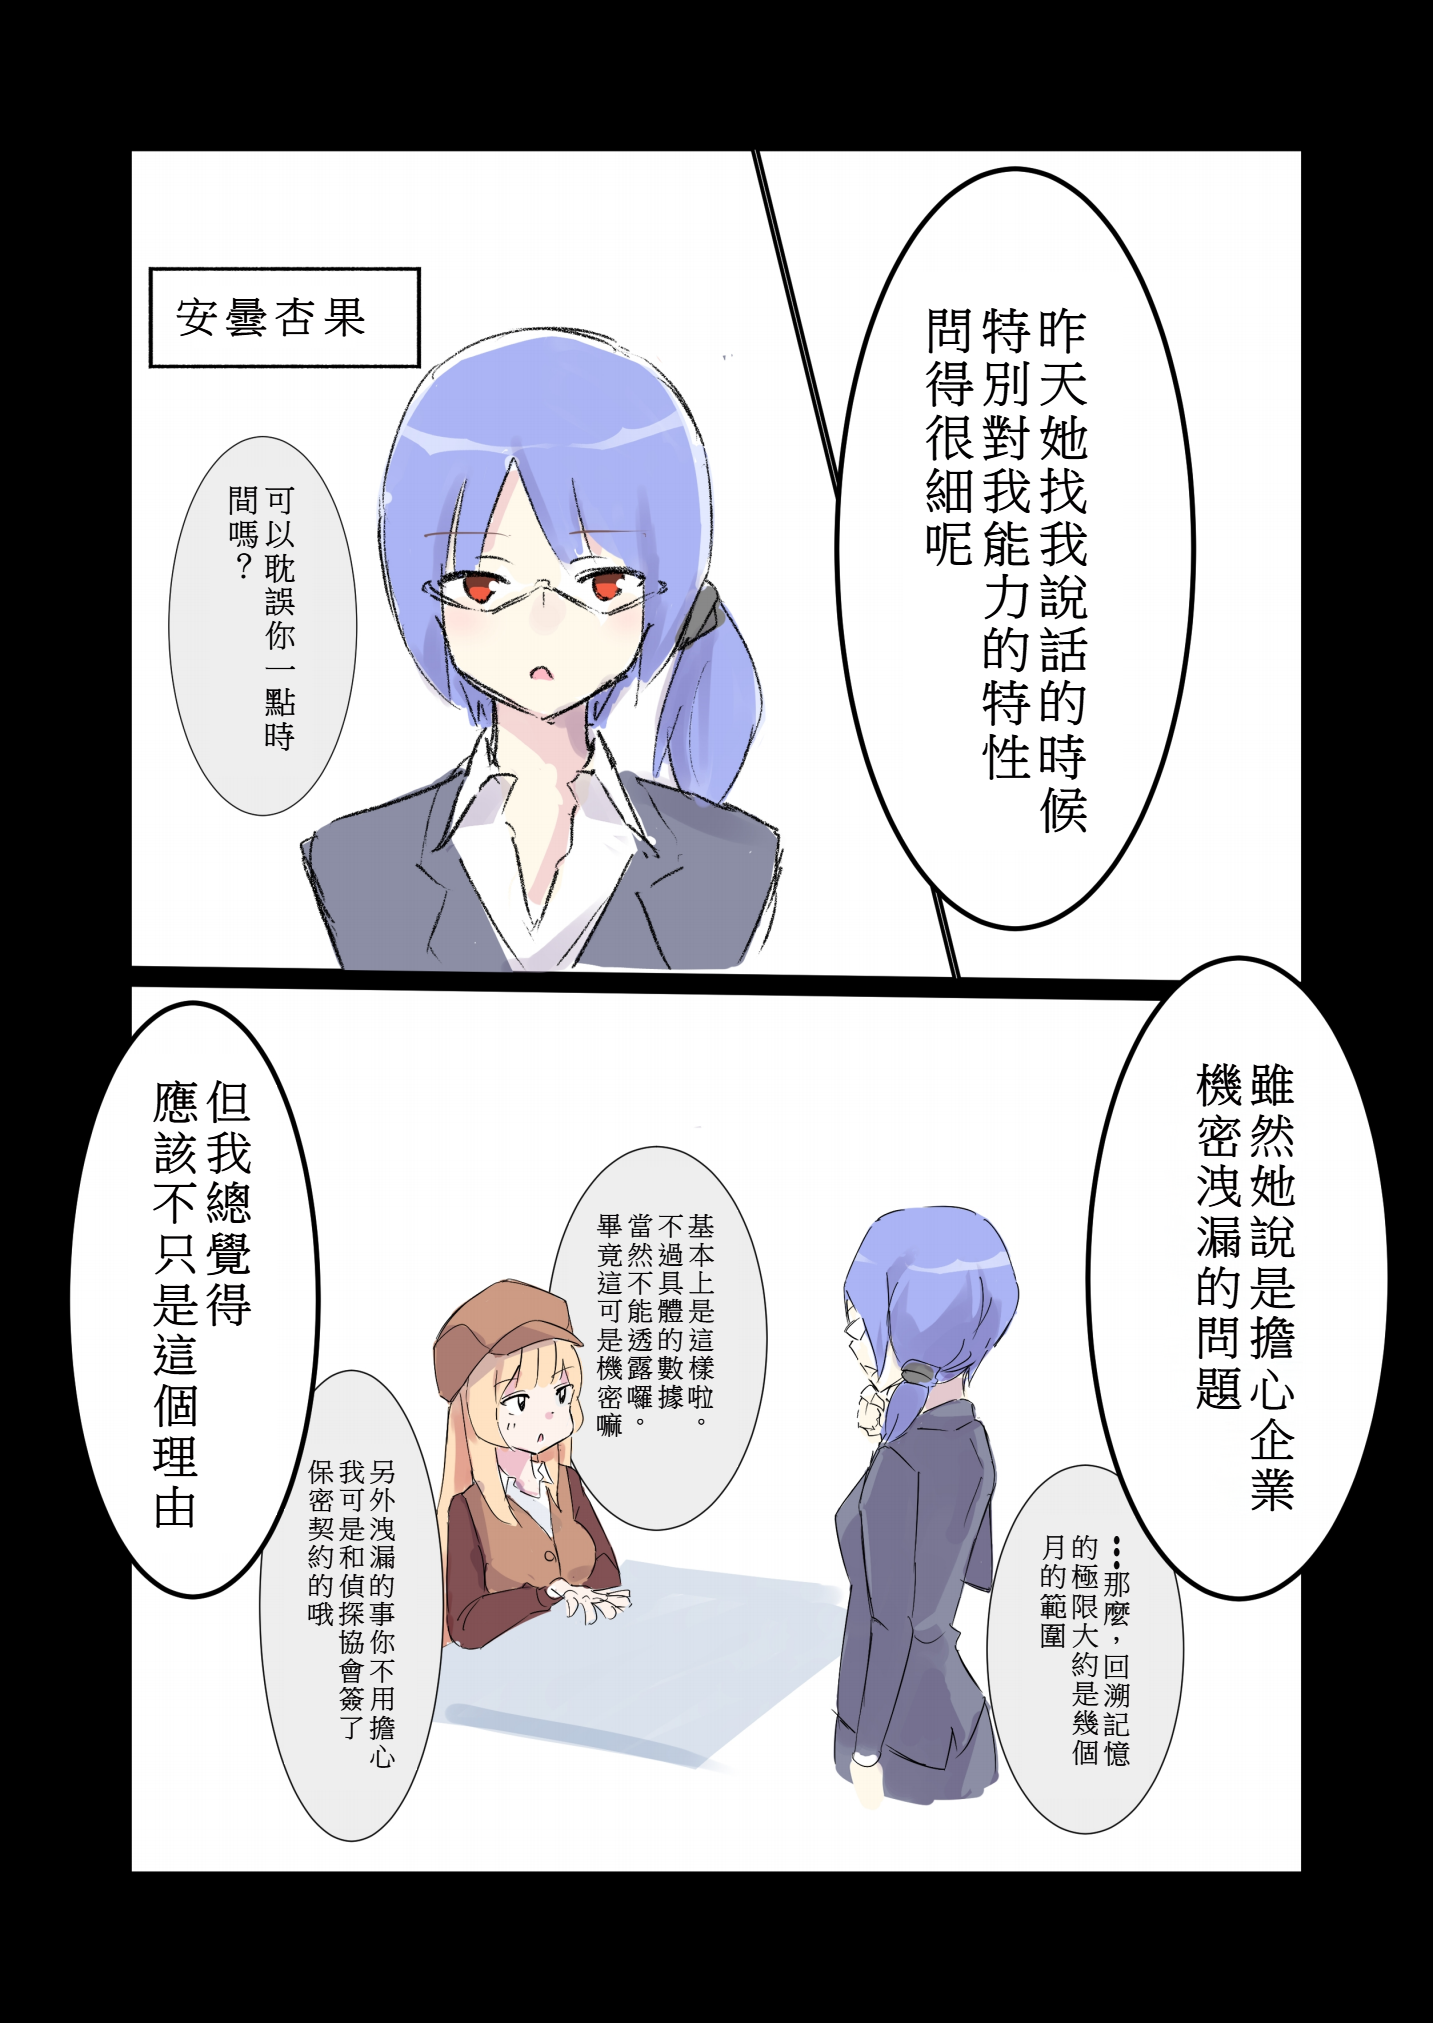 昨天她找我說話的時候
特別對我能力的特性
問得很細呢
安曇杏果
可以耽誤你一點時
間嗎？
雖然她說是擔心企業
機密洩漏的問題
⋯⋯那麼，回溯記憶
的極限大約是幾個
月的範圍
基本上是這樣啦。
不過具體的數據
當然不能透露囉。
畢竟這可是機密嘛
另外洩漏的事你不用擔心
我可是和偵探協會簽了
保密契約的哦
但我總覺得
應該不只是這個理由